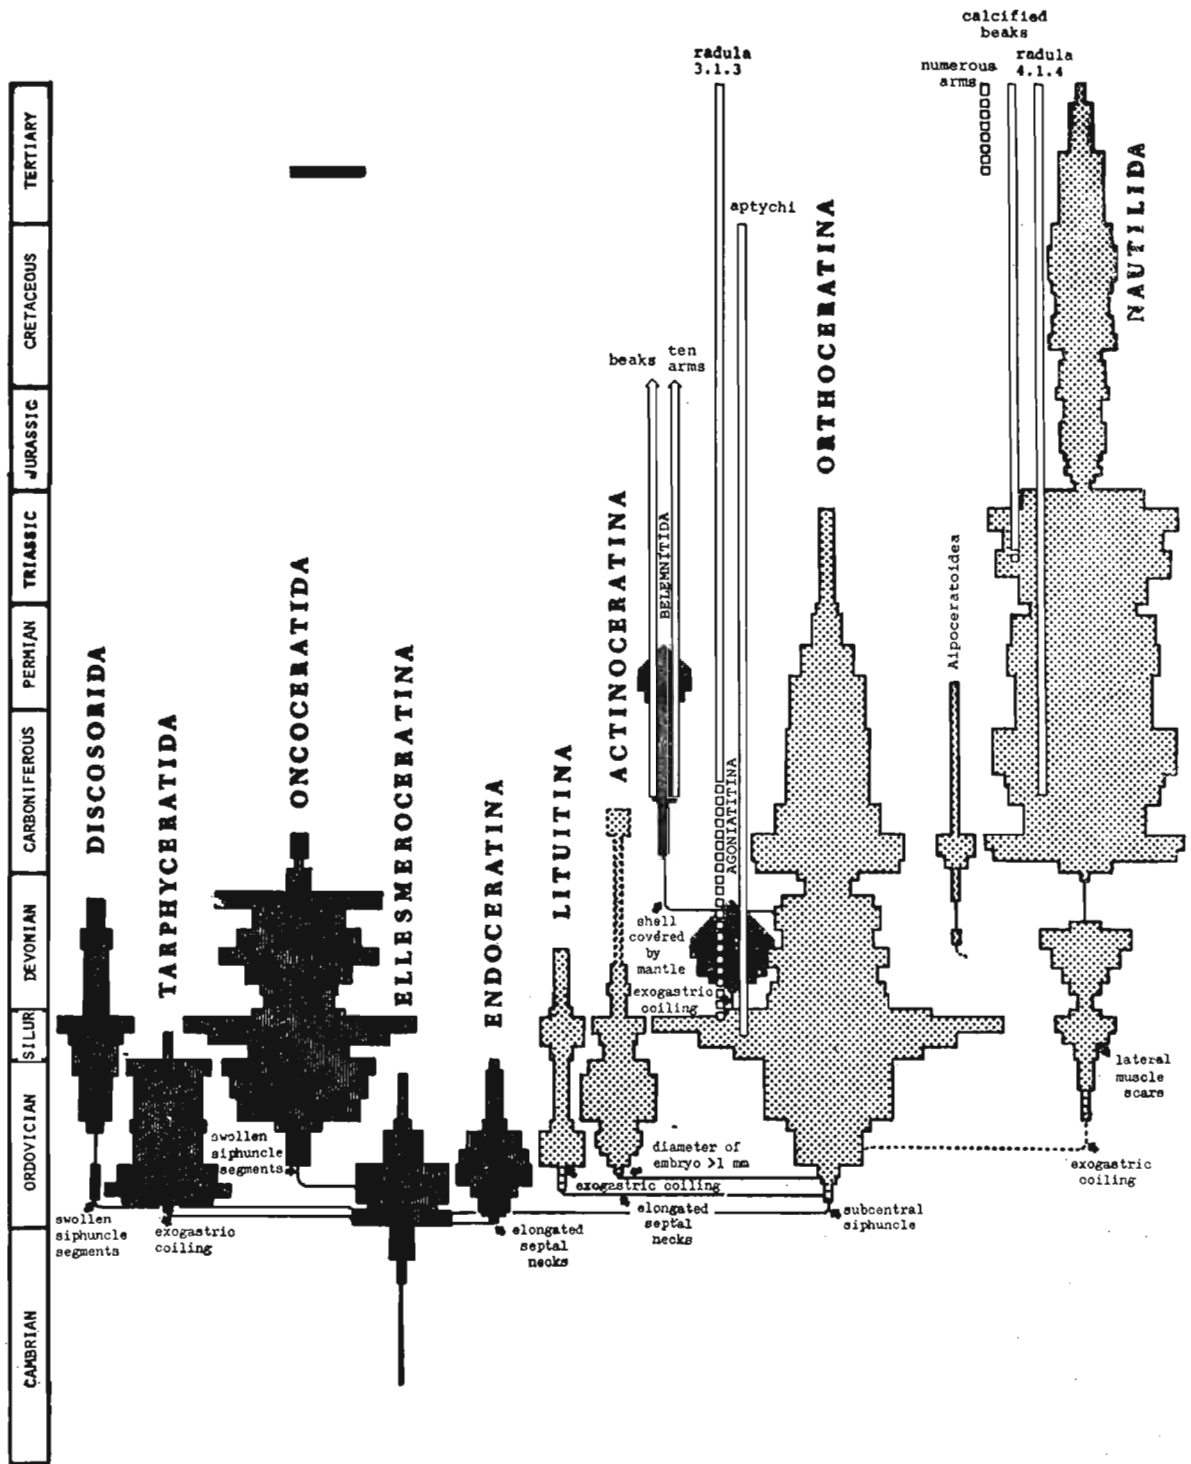 calcified
beaks
radula
3.1.3
numerous
arms
radula
4.1.4
TERTIARY
CRETACEOUS
JURASSIC
TRIASSIC
PERMIAN
CARBONIFEROUS
DEVONIAN
SILUR
ORDOVICIAN
CAMBRIAN
DISCOSORIDA
TARPHYCERATIDA
ONCOCERATIDA
ELLESMEROCERATINA
ENDOCERATINA
LITUITINA
ACTINOCERATINA
beaks
ten
arms
BELEMNITIDA
aptychi
AGONIATITINA
ORTHOCERATINA
Aipoceratoidea
NAUTILIDA
shell
covered
by
mantle
exogastric
coiling
lateral
muscle
scars
swollen
siphuncle
segments
diameter of
embryo >1 mm
exogastric coiling
exogastric
coiling
swollen
siphuncle
segments
exogastric
coiling
elongated
septal
necks
elongated
septal
necks
subcentral
siphuncle